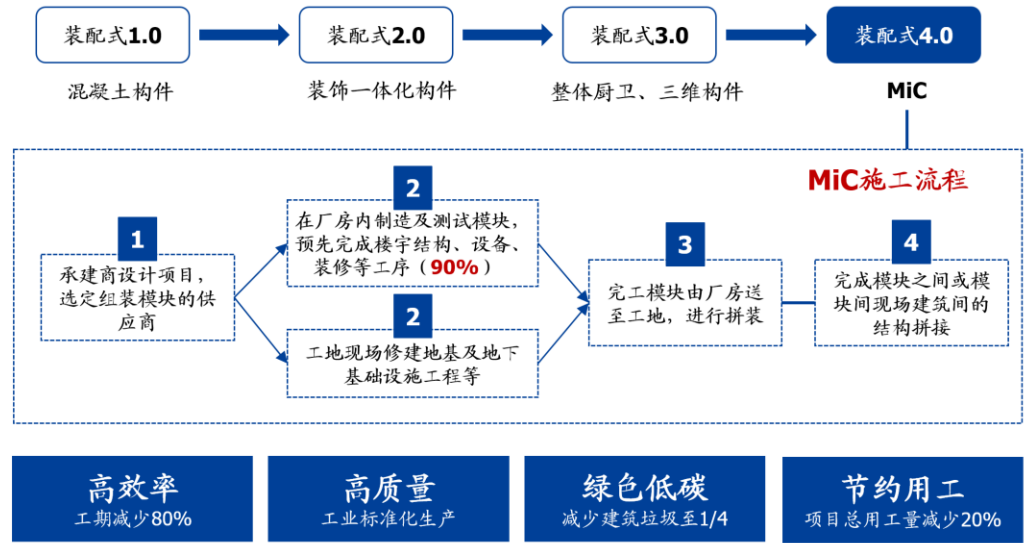 装配式1.0
装配式2.0
装配式3.0
装配式4.0
混凝土构件
装饰一体化构件
整体厨卫、三维构件
MiC
MiC施工流程
1
承建商设计项目，
选定组装模块的供
应商
2
在厂房内制造及测试模块，
预先完成楼宇结构、设备、
装修等工序（90%）
2
工地现场修建地基及地下
基础设施工程等
3
完工模块由厂房送
至工地，进行拼装
4
完成模块之间或模
块间现场建筑间的
结构拼接
高效率
工期减少80%
高质量
工业标准化生产
绿色低碳
减少建筑垃圾至1/4
节约用工
项目总用工量减少20%